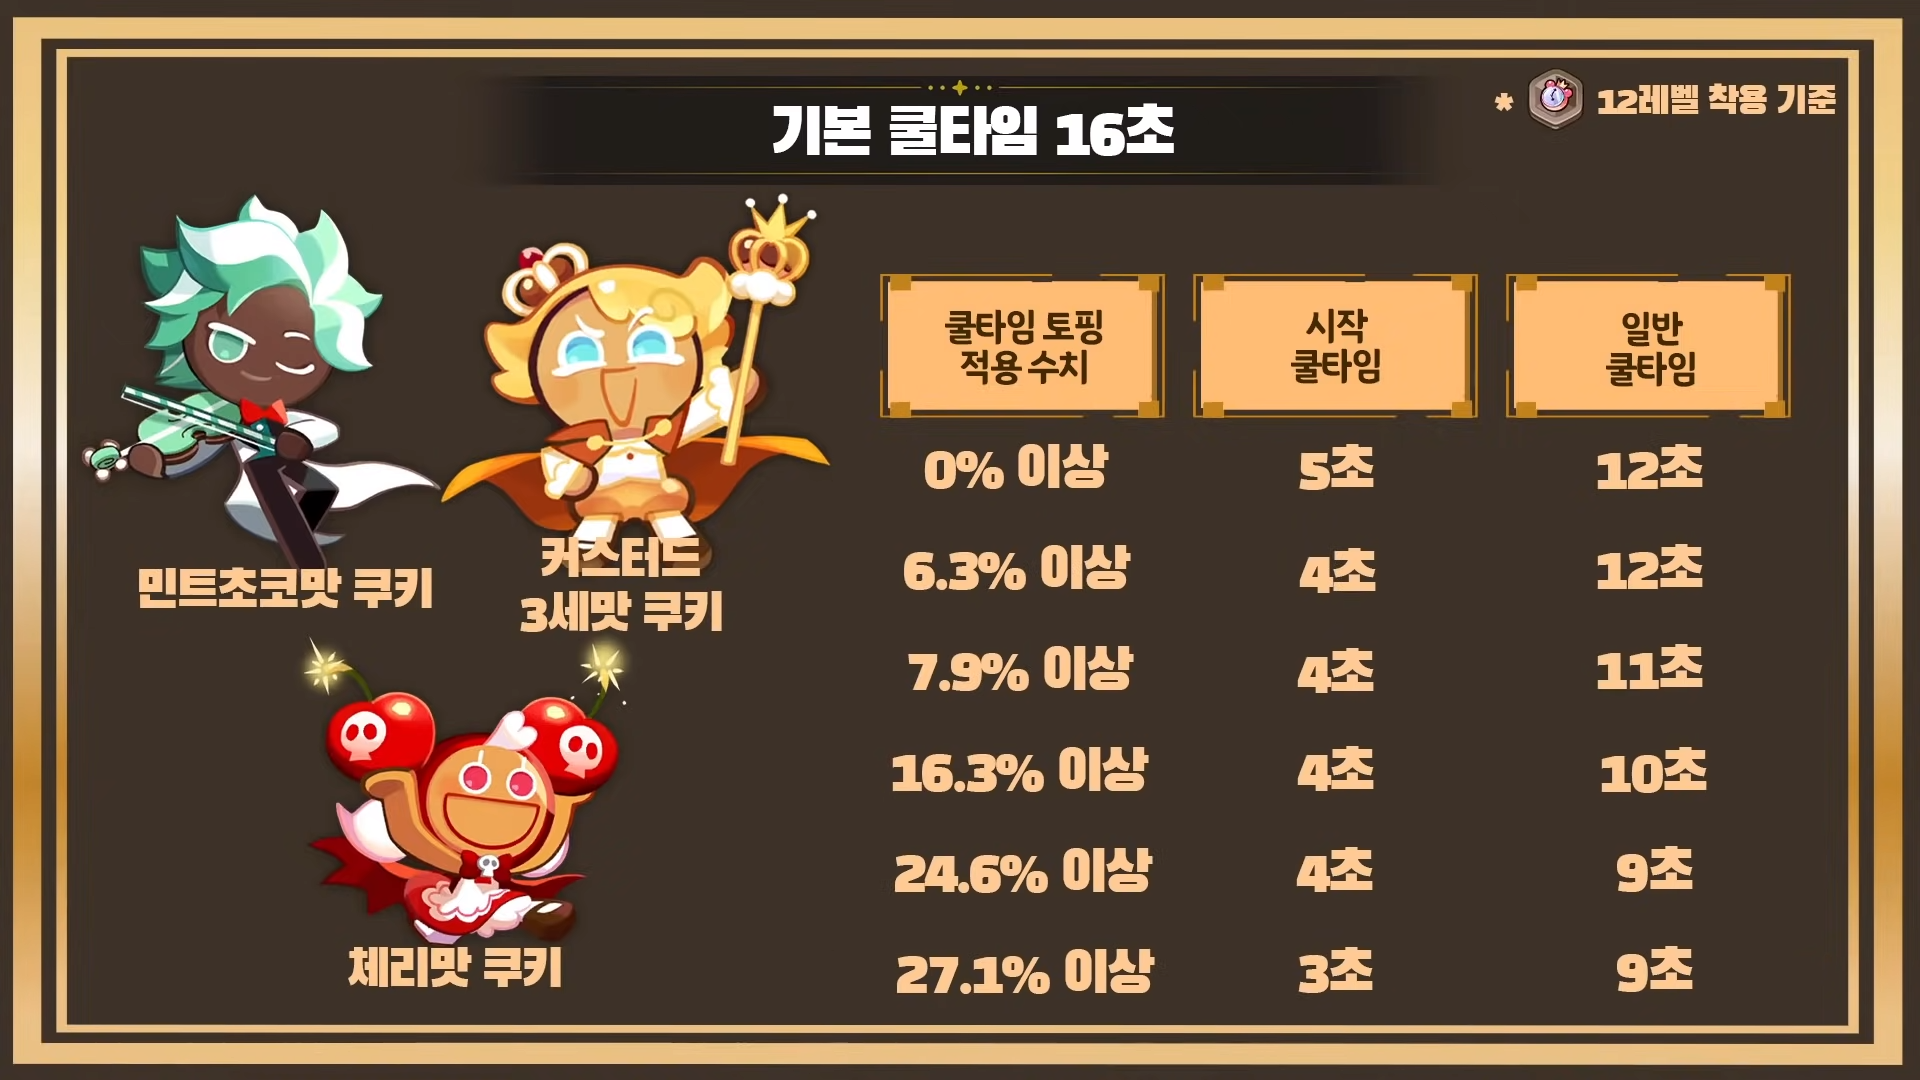 기본 쿨타임 16초
* 12레벨 착용 기준
민트초코맛 쿠키
커스터드
3세맛 쿠키
체리맛 쿠키
쿨타임 토핑
적용 수치
시작
쿨타임
일반
쿨타임
0% 이상 5초 12초
6.3% 이상 4초 12초
7.9% 이상 4초 11초
16.3% 이상 4초 10초
24.6% 이상 4초 9초
27.1% 이상 3초 9초